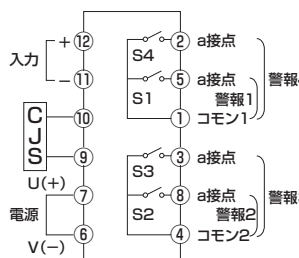 入力
+ ⑫
− ⑪
CJS
⑩
⑨
U(+)
電源
⑦
⑥
V(−)
S4
② a接点
警報
S1
⑤ a接点
警報1
① コモン1
S3
③ a接点
警報
S2
⑧ a接点
警報2
④ コモン2